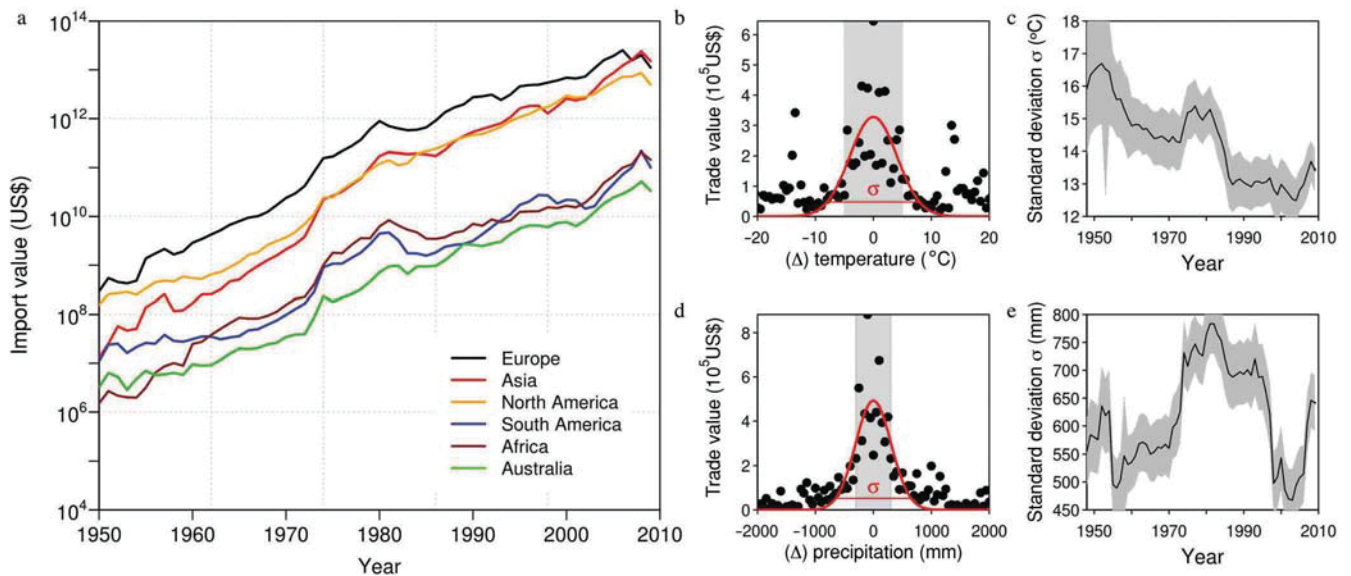 a
Import value (US$)
10^14
10^12
10^10
10^8
10^6
10^4
1950 1960 1970 1980 1990 2000 2010
Year
Europe
Asia
North America
South America
Africa
Australia
b
Trade value (10^5US$)
6
5
4
3
2
1
0
σ
−20 −10 0 10 20
(Δ) temperature (°C)
c
Standard deviation σ (°C)
18
17
16
15
14
13
12
1950 1970 1990 2010
Year
d
Trade value (10^5US$)
8
6
4
2
0
σ
−2000 −1000 0 1000 2000
(Δ) precipitation (mm)
e
Standard deviation σ (mm)
800
750
700
650
600
550
500
450
1950 1970 1990 2010
Year